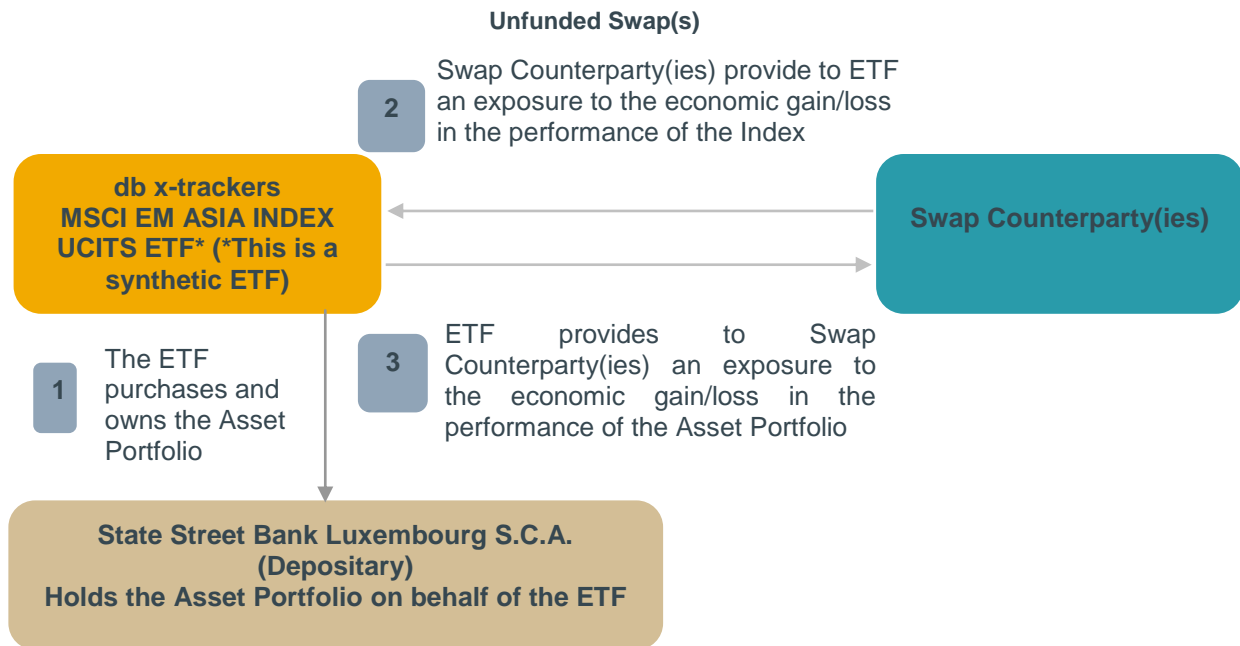 Unfunded Swap(s)
2
Swap Counterparty(ies) provide to ETF
an exposure to the economic gain/loss
in the performance of the Index
db x-trackers
MSCI EM ASIA INDEX
UCITS ETF* (*This is a
synthetic ETF)
Swap Counterparty(ies)
1
The ETF
purchases and
owns the Asset
Portfolio
3
ETF provides to Swap
Counterparty(ies) an exposure to
the economic gain/loss in the
performance of the Asset Portfolio
State Street Bank Luxembourg S.C.A.
(Depositary)
Holds the Asset Portfolio on behalf of the ETF